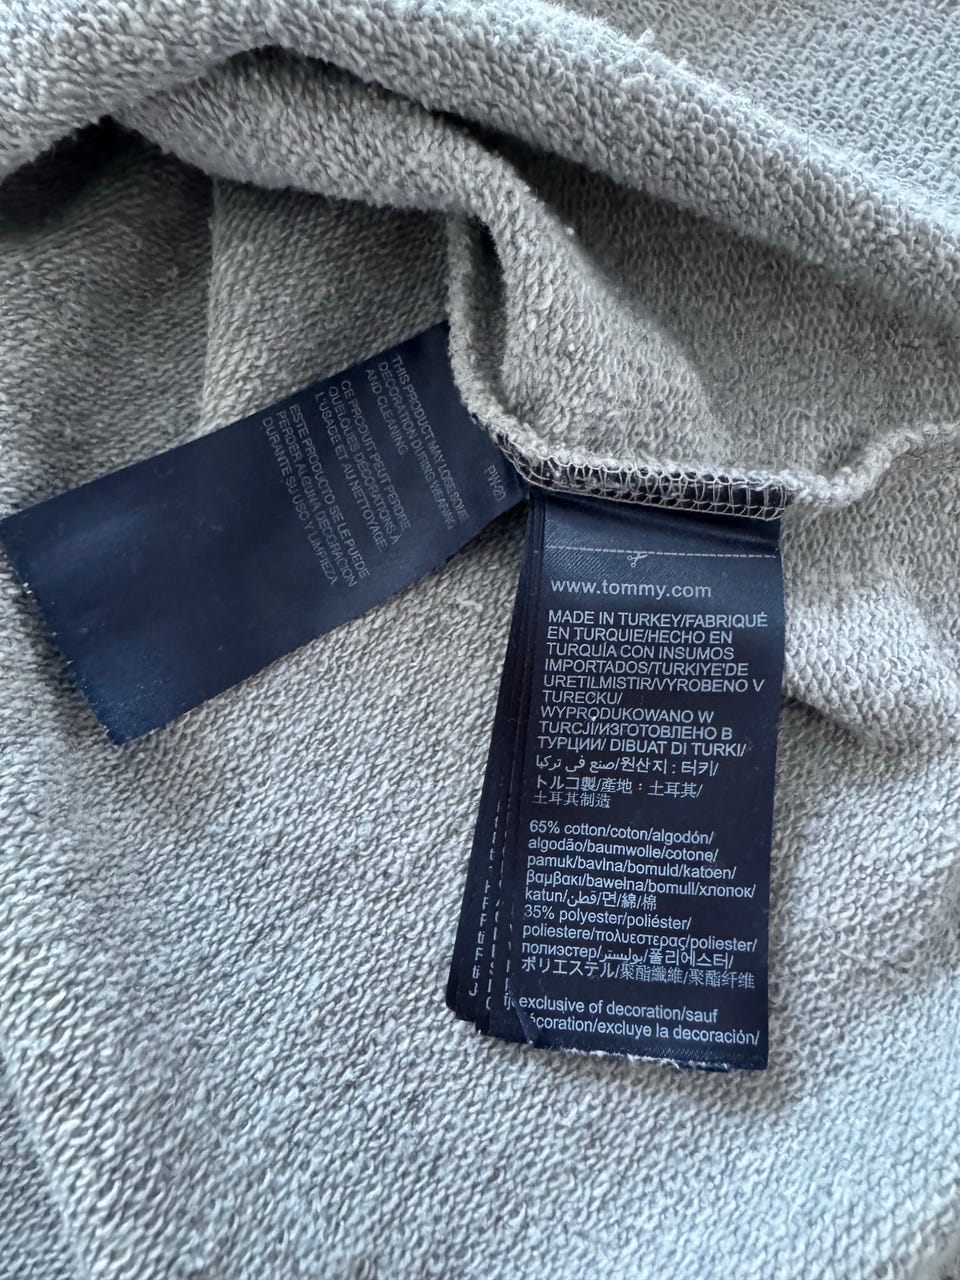 PW-20
THIS PRODUCT MAY LOSE SOME
DECORATION DURING WEARING
AND CLEANING
CE PRODUIT PEUT PERDRE
QUELQUES DÉCORATIONS A
L'USAGE ET AU NETTOYAGE
ESTE PRODUCTO SE LE PUEDE
PERDER ALGUNA DECORACION
DURANTE SU USO Y LIMPIEZA
www.tommy.com
MADE IN TURKEY/FABRIQUÉ
EN TURQUIE/HECHO EN
TURQUÍA CON INSUMOS
IMPORTADOS/TURKIYE'DE
URETILMISTIR/VYROBENO V
TURECKU/
WYPRODUKOWANO W
TURCJI/ИЗГОТОВЛЕНО В
ТУРЦИИ/ DIBUAT DI TURKI/
صنع في تركيا/원산지 : 터키/
トルコ製/產地：土耳其/
土耳其制造
65% cotton/coton/algodón/
algodão/baumwolle/cotone/
pamuk/bavlna/bomuld/katoen/
βαμβακι/bawełna/bomull/хлопок/
katun/قطن/면/綿/棉
35% polyester/poliéster/
poliestere/πολυεστερας/poliester/
полиэстер/بوليستر/폴리에스터/
ポリエステル/聚酯纖維/聚酯纤维
exclusive of decoration/sauf
écoration/excluye la decoración/